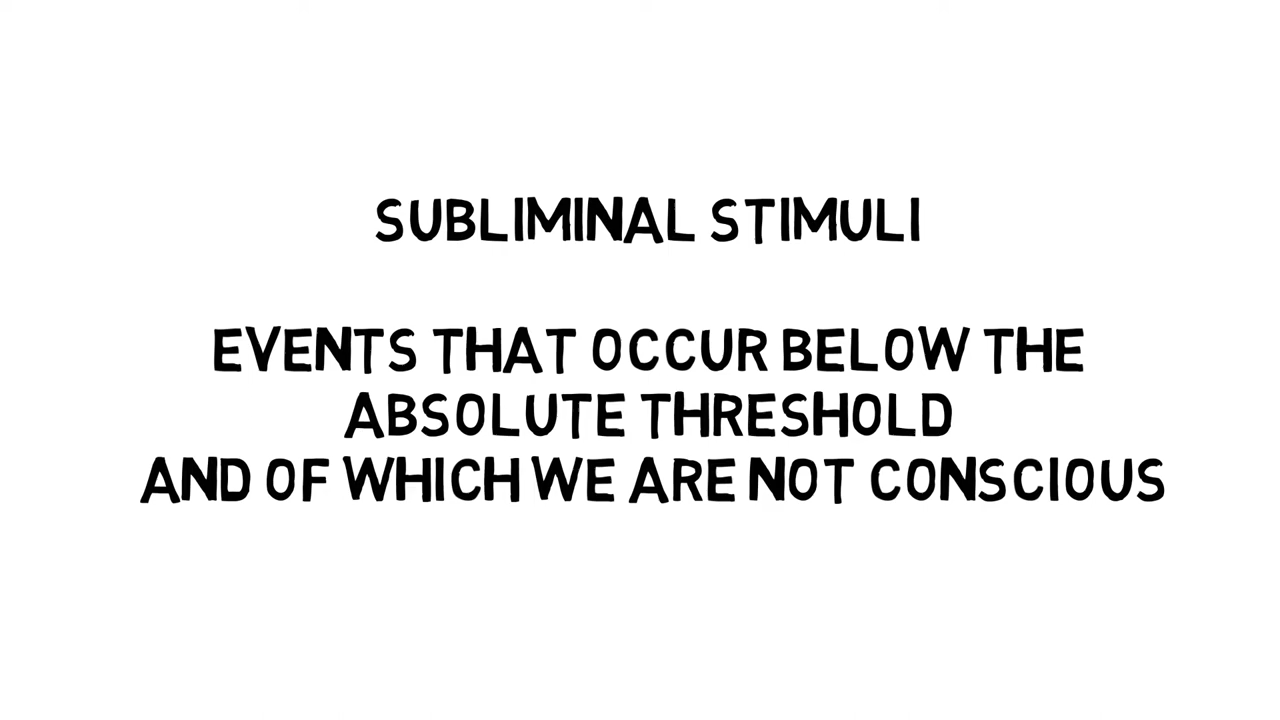 SUBLIMINAL STIMULI
EVENTS THAT OCCUR BELOW THE
ABSOLUTE THRESHOLD
AND OF WHICH WE ARE NOT CONSCIOUS